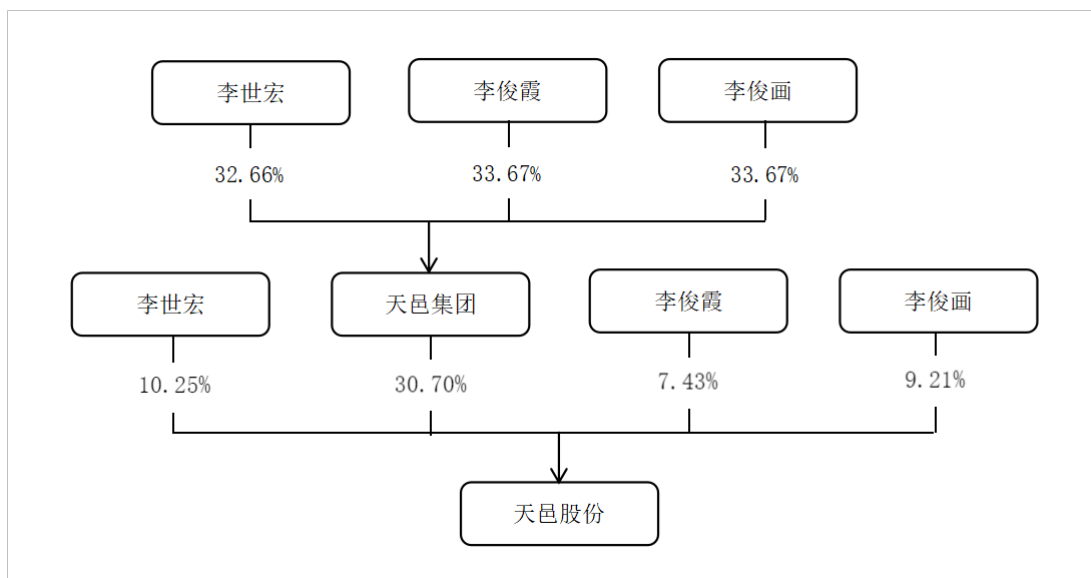 李世宏 李俊霞 李俊画
32.66% 33.67% 33.67%
李世宏 天邑集团 李俊霞 李俊画
10.25% 30.70% 7.43% 9.21%
天邑股份